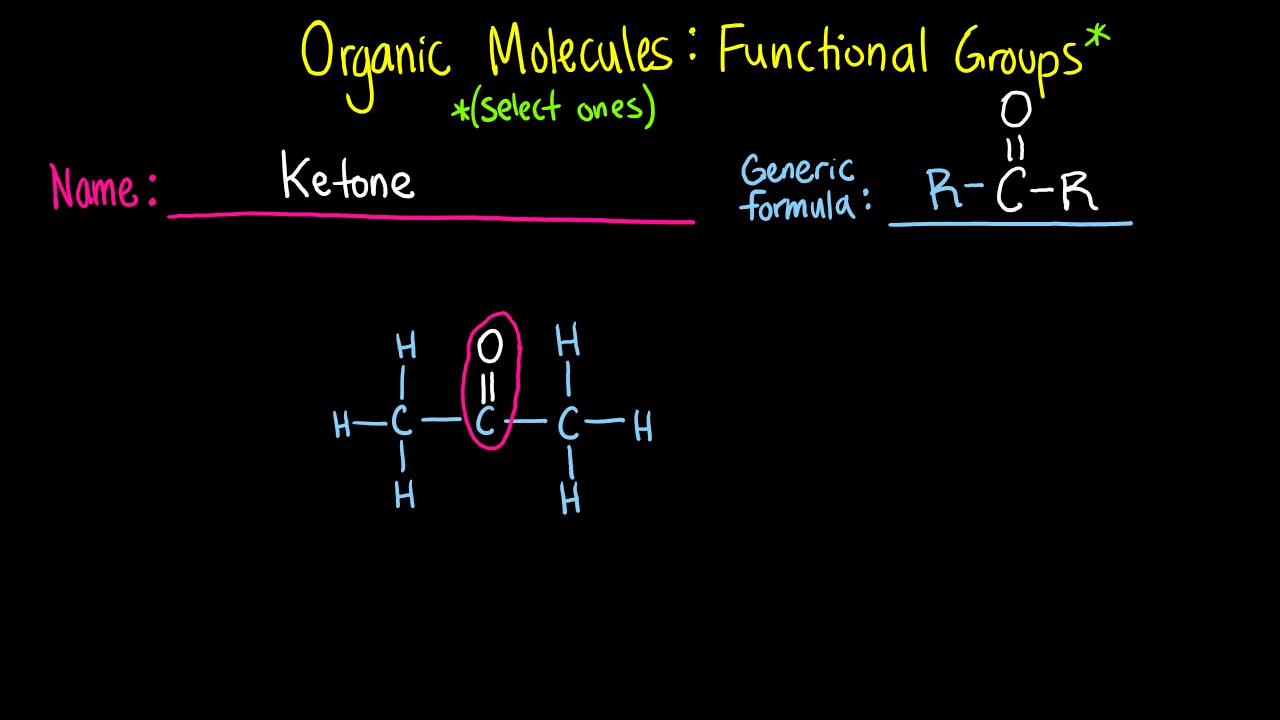 Organic Molecules: Functional Groups*
*(select ones)
Name: Ketone
Generic formula:
O
||
R-C-R
H O H
||
H-C-C-C-H
H H